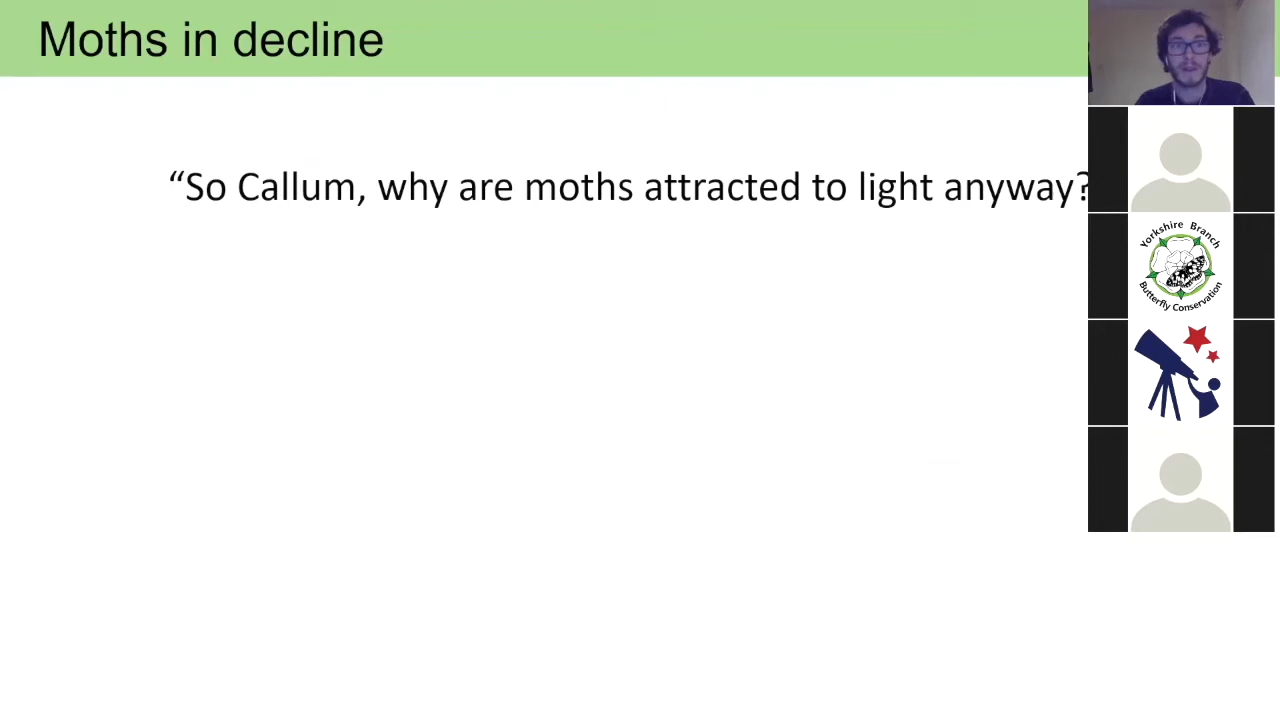 Moths in decline
“So Callum, why are moths attracted to light anyway?
Yorkshire Branch
Butterfly Conservation